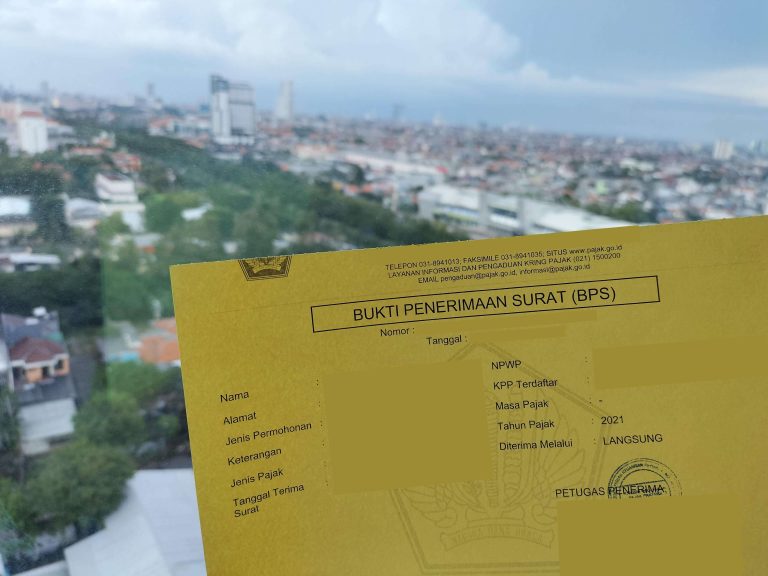 TELEPON 031-8941013, FAKSIMILE 031-8941035; SITUS www.pajak.go.id
LAYANAN INFORMASI DAN PENGADUAN KRING PAJAK (021) 1500200
EMAIL pengaduan@pajak.go.id, informasi@pajak.go.id
BUKTI PENERIMAAN SURAT (BPS)
Nomor :
Tanggal :
Nama :
Alamat :
Jenis Permohonan :
Keterangan :
Jenis Pajak :
Tanggal Terima Surat :
NPWP :
KPP Terdaftar :
Masa Pajak : -
Tahun Pajak : 2021
Diterima Melalui : LANGSUNG
PETUGAS PENERIMA